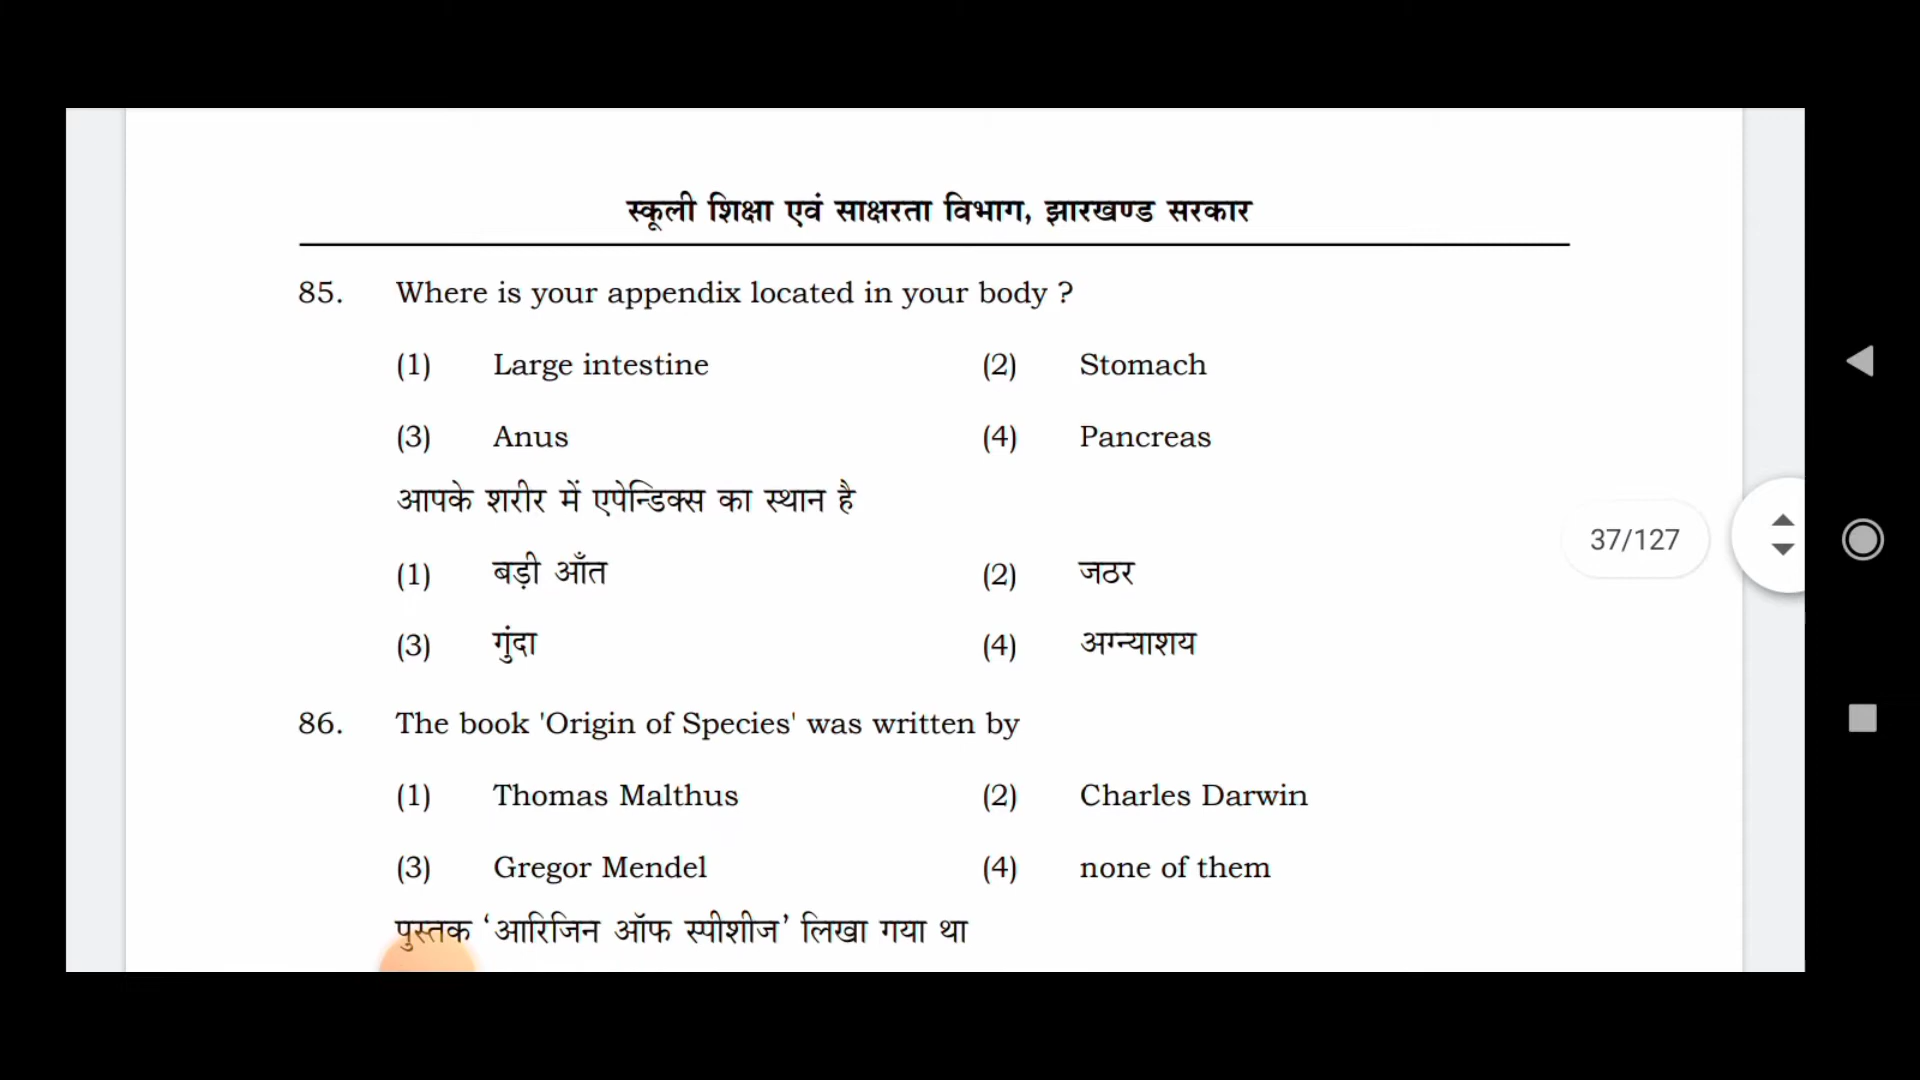 स्कूली शिक्षा एवं साक्षरता विभाग, झारखण्ड सरकार
85. Where is your appendix located in your body ?
(1) Large intestine (2) Stomach
(3) Anus (4) Pancreas
आपके शरीर में एपेन्डिक्स का स्थान है
(1) बड़ी आँत (2) जठर
(3) गुंदा (4) अग्न्याशय
37/127
86. The book 'Origin of Species' was written by
(1) Thomas Malthus (2) Charles Darwin
(3) Gregor Mendel (4) none of them
पुस्तक ‘आरिजिन ऑफ स्पीशीज’ लिखा गया था